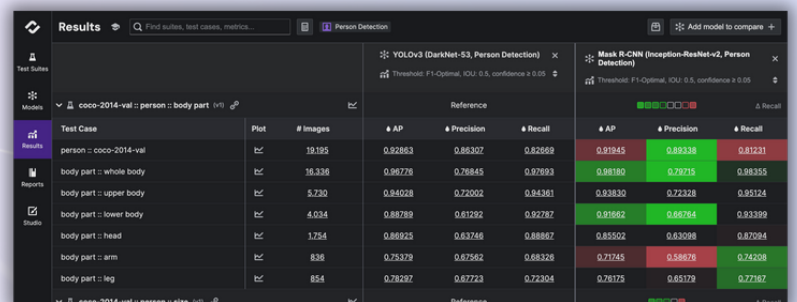 Results
Find suites, test cases, metrics...
Person Detection
Add model to compare +
Test Suites
Models
Results
Reports
Studio
YOLOv3 (DarkNet-53, Person Detection) ×
Threshold: F1-Optimal, IOU: 0.5, confidence ≥ 0.05
Mask R-CNN (Inception-ResNet-v2, Person Detection) ×
Threshold: F1-Optimal, IOU: 0.5, confidence ≥ 0.05
coco-2014-val :: person :: body part (v1) Reference Δ Recall
Test Case Plot # Images AP Precision Recall AP Precision Recall
person :: coco-2014-val 19,195 0.92863 0.86307 0.82669 0.91945 0.89338 0.81231
body part :: whole body 16,336 0.96776 0.76845 0.97693 0.98180 0.79715 0.98355
body part :: upper body 5,730 0.94028 0.72002 0.94361 0.93830 0.72328 0.95124
body part :: lower body 4,034 0.88789 0.61292 0.92787 0.91662 0.66764 0.93399
body part :: head 1,754 0.86925 0.63746 0.88867 0.85502 0.63098 0.87094
body part :: arm 836 0.75379 0.67562 0.68326 0.71745 0.58676 0.74208
body part :: leg 854 0.78297 0.67723 0.72304 0.76175 0.65179 0.77167
coco-2014-val :: person :: size (v1) Reference Δ Recall